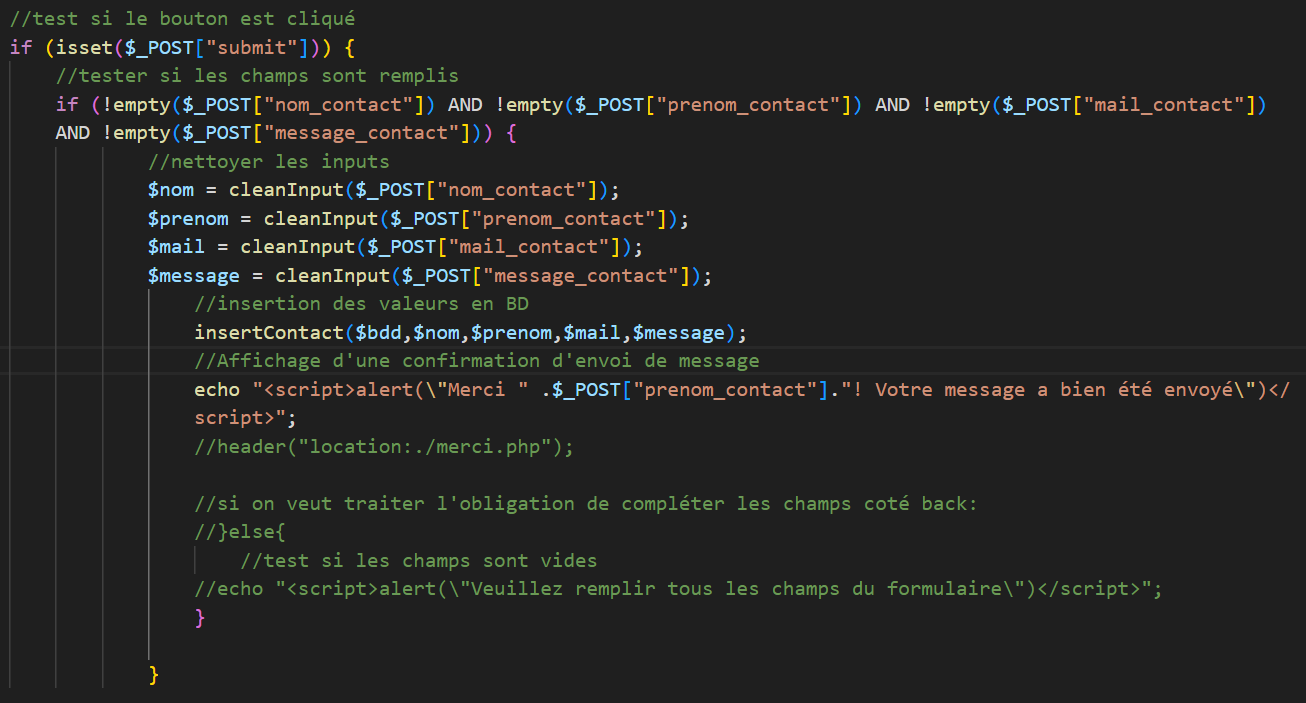 //test si le bouton est cliqué
if (isset($_POST["submit"])) {
//tester si les champs sont remplis
if (!empty($_POST["nom_contact"]) AND !empty($_POST["prenom_contact"]) AND !empty($_POST["mail_contact"])
AND !empty($_POST["message_contact"])) {
//nettoyer les inputs
$nom = cleanInput($_POST["nom_contact"]);
$prenom = cleanInput($_POST["prenom_contact"]);
$mail = cleanInput($_POST["mail_contact"]);
$message = cleanInput($_POST["message_contact"]);
//insertion des valeurs en BD
insertContact($bdd,$nom,$prenom,$mail,$message);
//Affichage d'une confirmation d'envoi de message
echo "<script>alert(\"Merci " .$_POST["prenom_contact"]."! Votre message a bien été envoyé\")</
script>";
//header("location:./merci.php");
//si on veut traiter l'obligation de compléter les champs coté back:
//}else{
//test si les champs sont vides
//echo "<script>alert(\"Veuillez remplir tous les champs du formulaire\")</script>";
}
}